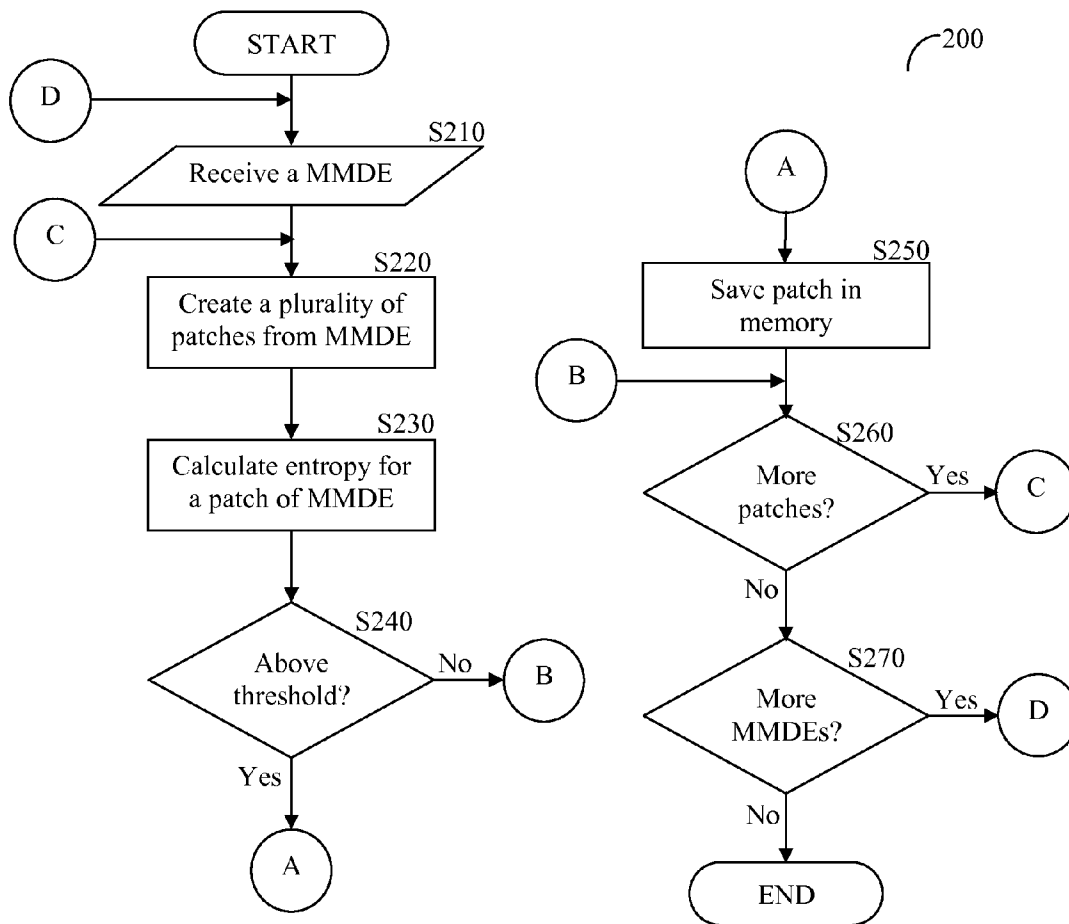 START
200
D
S210
Receive a MMDE
C
S220
Create a plurality of
patches from MMDE
S230
Calculate entropy for
a patch of MMDE
S240
Above
threshold?
No
B
Yes
A
A
S250
Save patch in
memory
B
S260
More
patches?
Yes
C
No
S270
More
MMDEs?
Yes
D
No
END